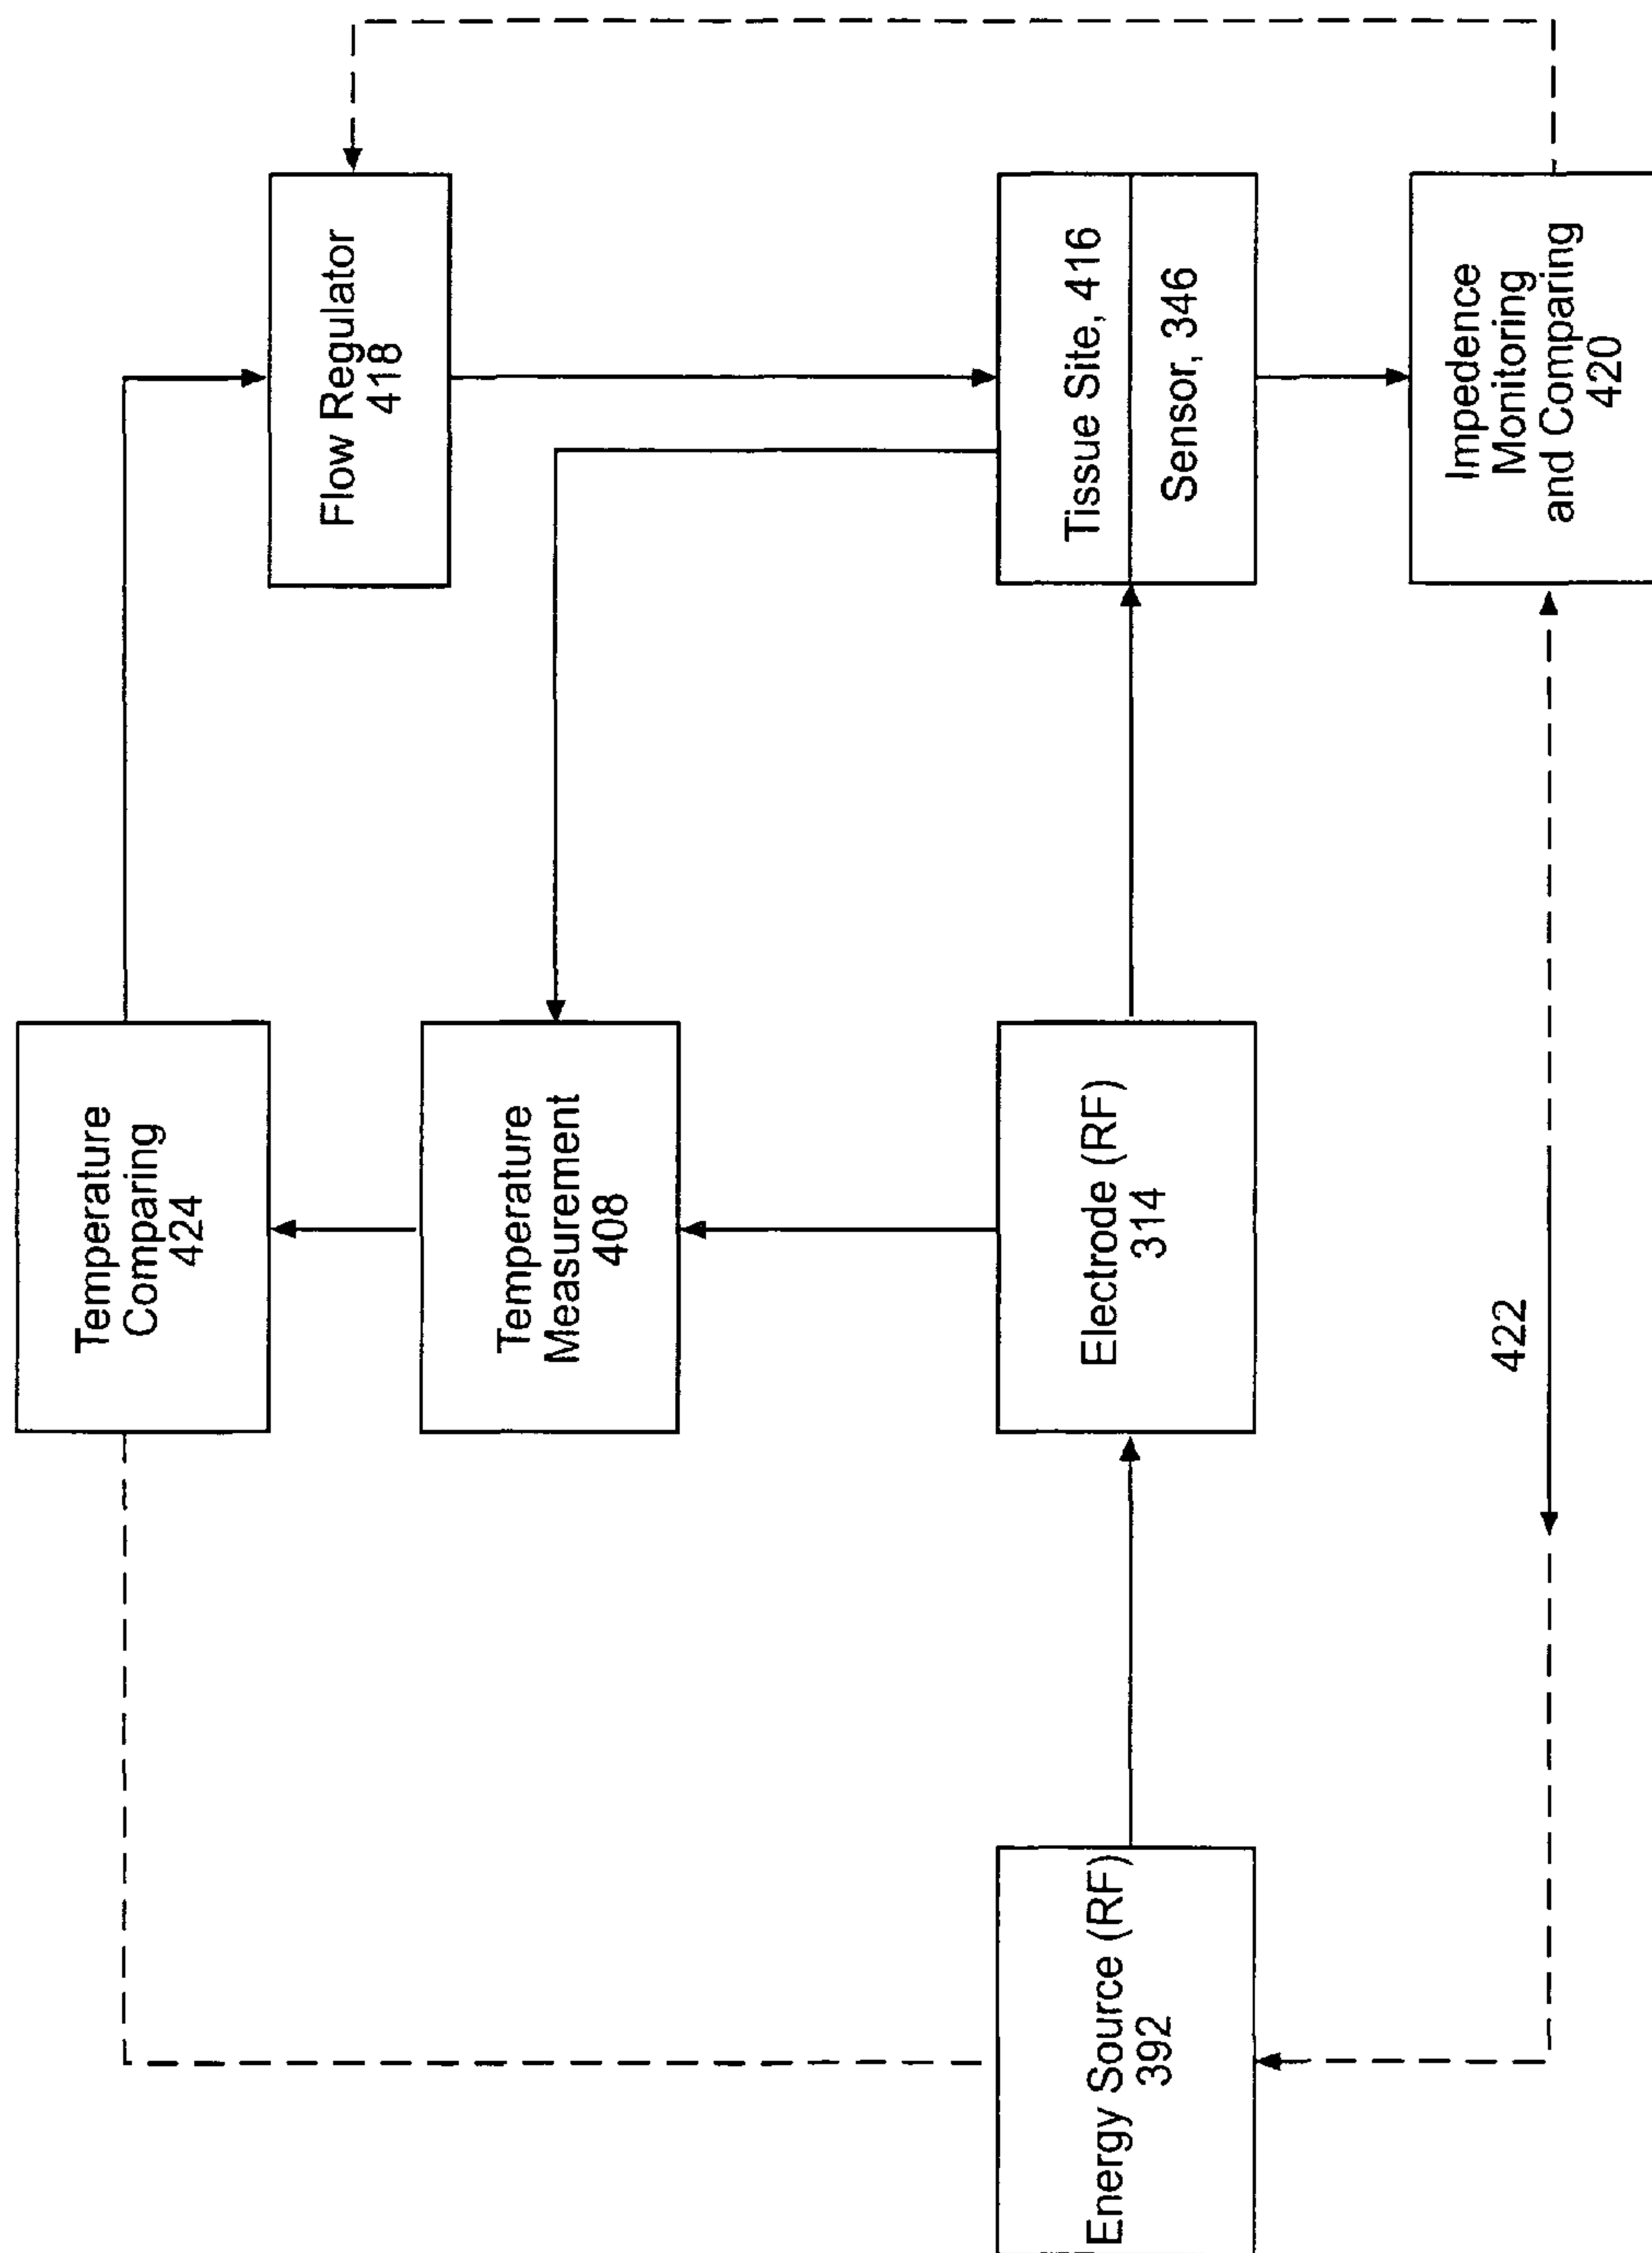 Temperature
Comparing
424
Flow Regulator
418
Temperature
Measurement
408
Energy Source (RF)
392
Electrode (RF)
314
Tissue Site, 416
Sensor, 346
422
Impedence
Monitoring
and Comparing
420